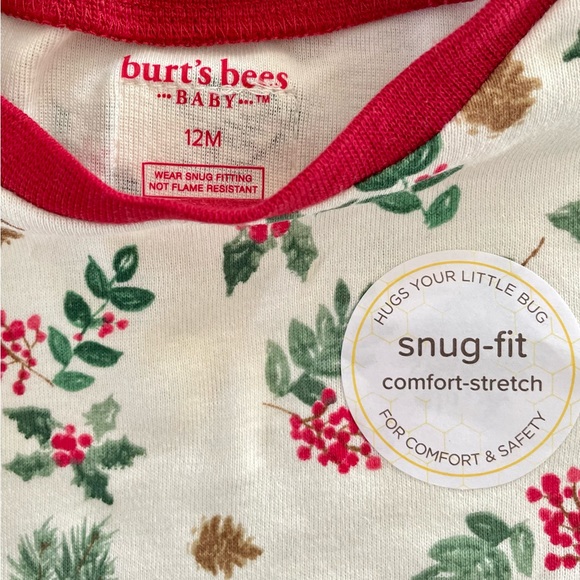 burt's bees
•••BABY•••™
12M
WEAR SNUG FITTING
NOT FLAME RESISTANT
HUGS YOUR LITTLE BUG
snug-fit
comfort-stretch
FOR COMFORT & SAFETY